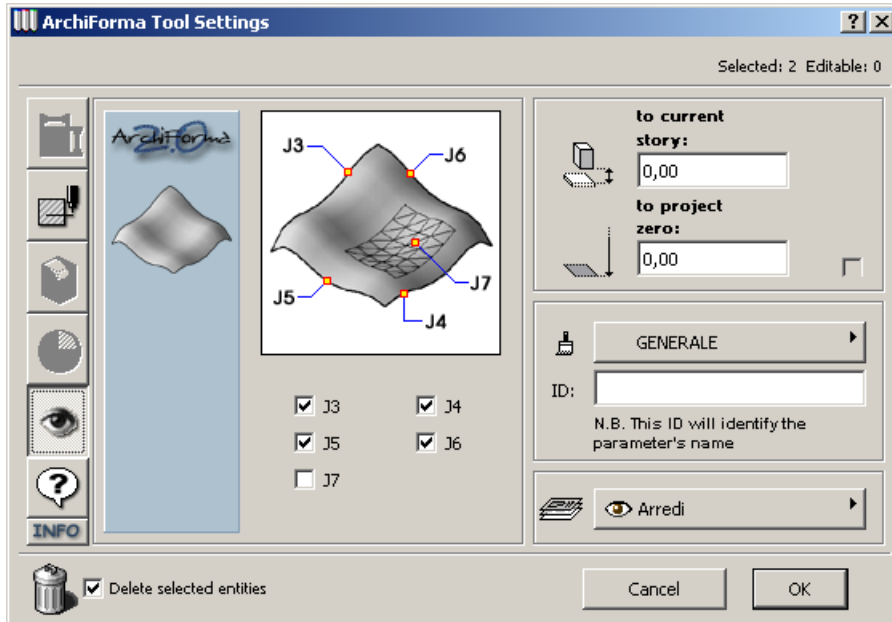 ArchiForma Tool Settings
Selected: 2 Editable: 0
ArchiForma
2.0
J3
J6
J7
J5
J4
J3
J4
J5
J6
J7
to current
story:
0,00
to project
zero:
0,00
GENERALE
ID:
N.B. This ID will identify the
parameter's name
Arredi
INFO
Delete selected entities
Cancel
OK